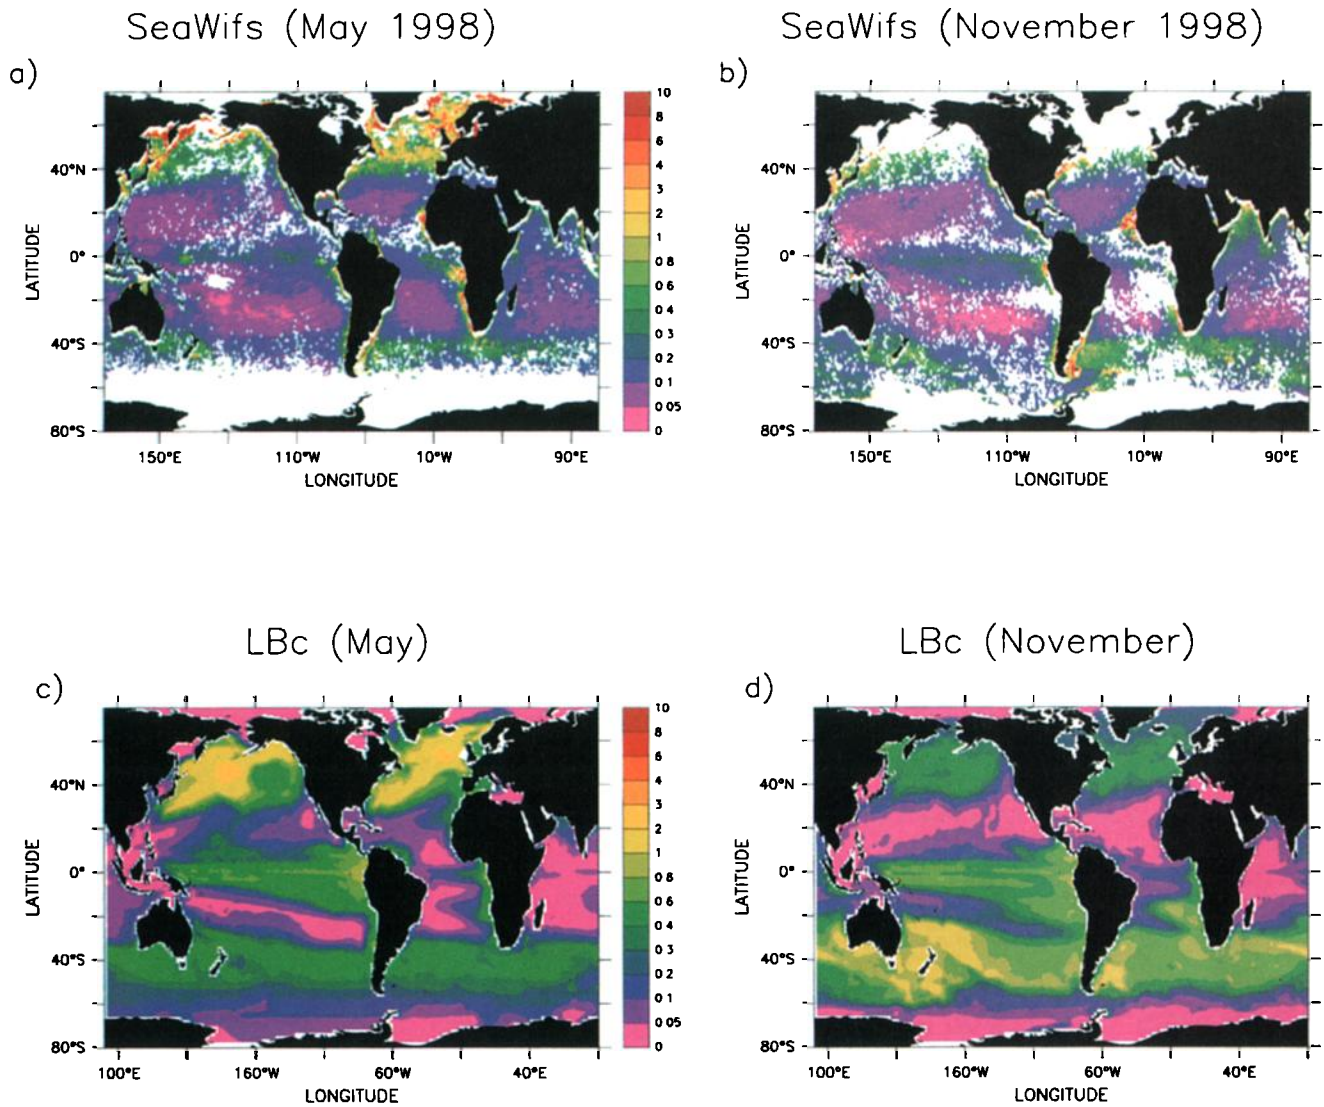 SeaWifs (May 1998)
SeaWifs (November 1998)
a)
b)
10
8
6
4
3
2
1
0 8
0 6
0 4
0 3
0 2
0 1
0 05
0
40°N
0°
40°S
80°S
LATITUDE
150°E 110°W 10°W 90°E
LONGITUDE
40°N
0°
40°S
80°S
LATITUDE
150°E 110°W 10°W 90°E
LONGITUDE
LBc (May)
LBc (November)
c)
d)
10
8
6
4
3
2
1
0 8
0 6
0 4
0 3
0 2
0 1
0 05
0
40°N
0°
40°S
80°S
LATITUDE
100°E 160°W 60°W 40°E
LONGITUDE
40°N
0°
40°S
80°S
LATITUDE
100°E 160°W 60°W 40°E
LONGITUDE